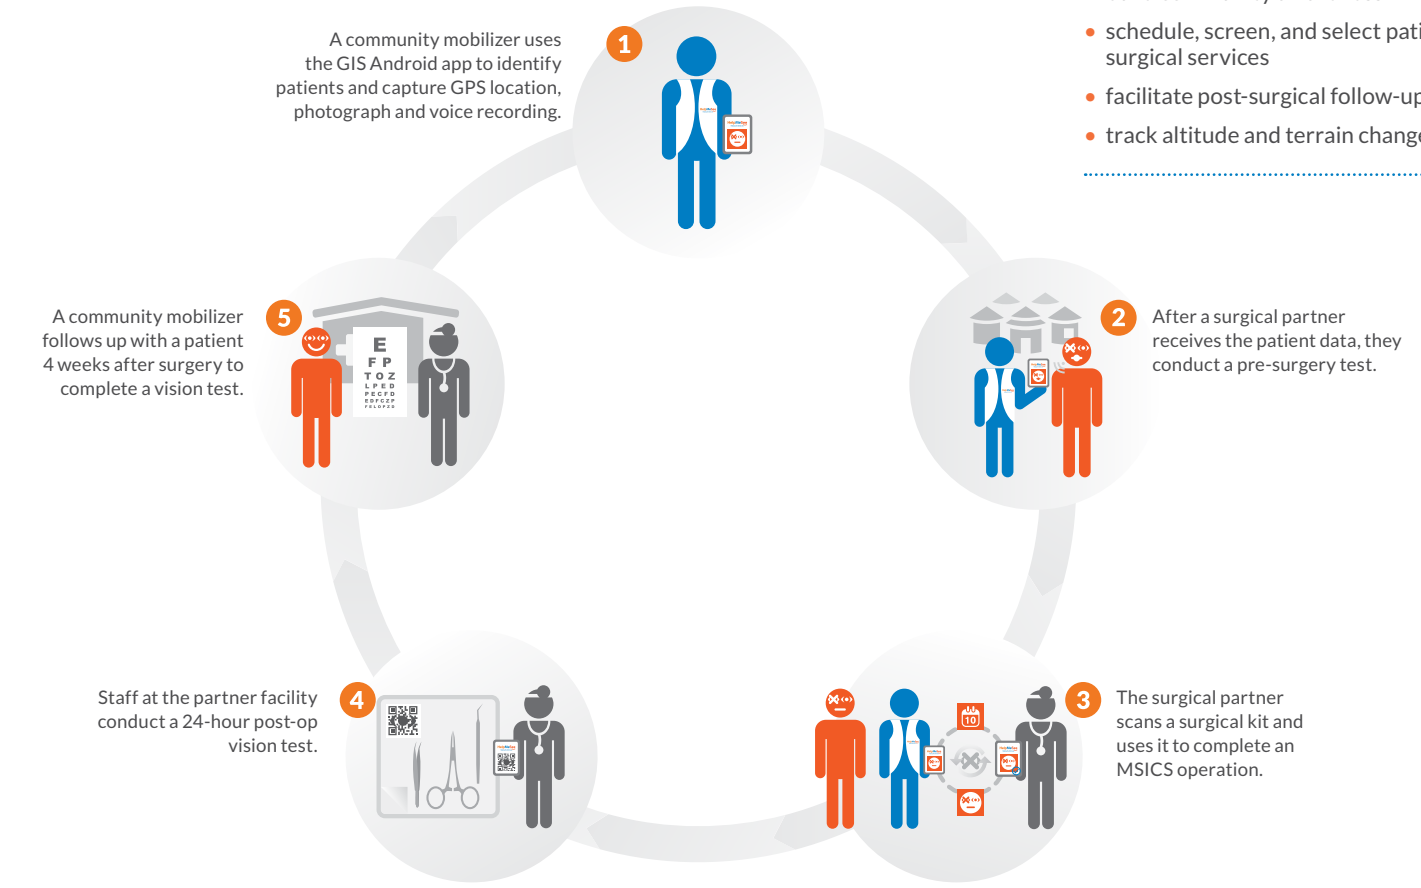 A community mobilizer uses
the GIS Android app to identify
patients and capture GPS location,
photograph and voice recording.
1
• schedule, screen, and select
surgical services
• facilitate post-surgical follow-up
• track altitude and terrain
2
After a surgical partner
receives the patient data, they
conduct a pre-surgery test.
3
The surgical partner
scans a surgical kit and
uses it to complete an
MSICS operation.
10
4
Staff at the partner facility
conduct a 24-hour post-op
vision test.
5
A community mobilizer
follows up with a patient
4 weeks after surgery to
complete a vision test.
E
F P
T O Z
L P E D
P E C F D
E D F C Z P
F E L O P Z D